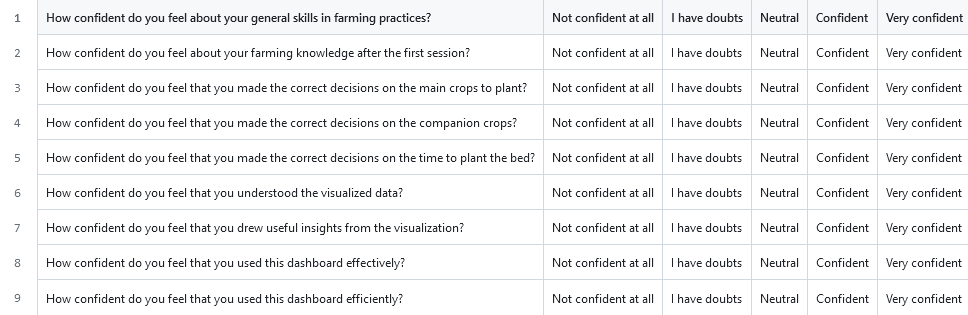 1 How confident do you feel about your general skills in farming practices? Not confident at all I have doubts Neutral Confident Very confident
2 How confident do you feel about your farming knowledge after the first session? Not confident at all I have doubts Neutral Confident Very confident
3 How confident do you feel that you made the correct decisions on the main crops to plant? Not confident at all I have doubts Neutral Confident Very confident
4 How confident do you feel that you made the correct decisions on the companion crops? Not confident at all I have doubts Neutral Confident Very confident
5 How confident do you feel that you made the correct decisions on the time to plant the bed? Not confident at all I have doubts Neutral Confident Very confident
6 How confident do you feel that you understood the visualized data? Not confident at all I have doubts Neutral Confident Very confident
7 How confident do you feel that you drew useful insights from the visualization? Not confident at all I have doubts Neutral Confident Very confident
8 How confident do you feel that you used this dashboard effectively? Not confident at all I have doubts Neutral Confident Very confident
9 How confident do you feel that you used this dashboard efficiently? Not confident at all I have doubts Neutral Confident Very confident